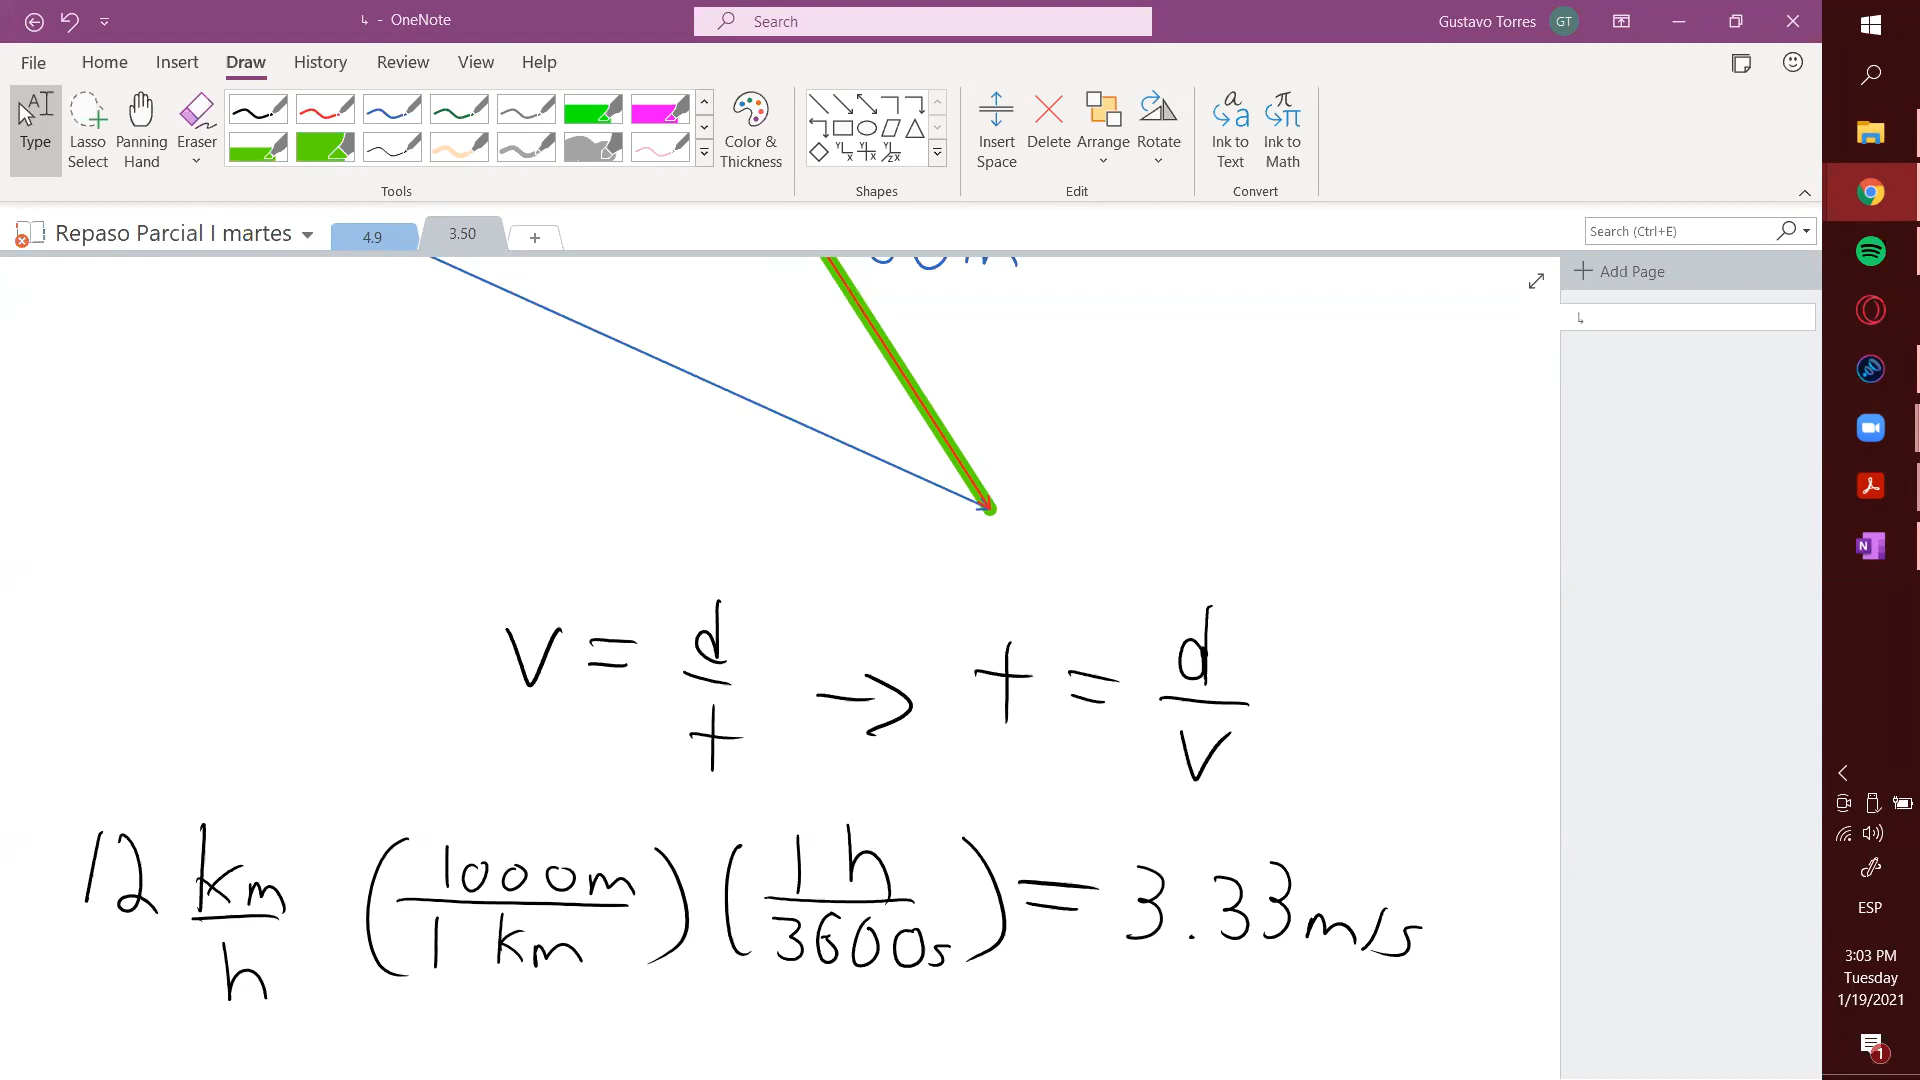 ↳ - OneNote
Search
Gustavo Torres GT
File Home Insert Draw History Review View Help
Type
Lasso Select
Panning Hand
Eraser
Color & Thickness
Insert Space
Delete
Arrange
Rotate
Ink to Text
Ink to Math
Tools Shapes Edit Convert
Repaso Parcial I martes 4.9 3.50 +
Search (Ctrl+E)
Add Page
↳
v = d/t → t = d/v
12 km/h (1000m/1 km) (1 h/3600s) = 3.33 m/s
ESP
3:03 PM
Tuesday
1/19/2021
1